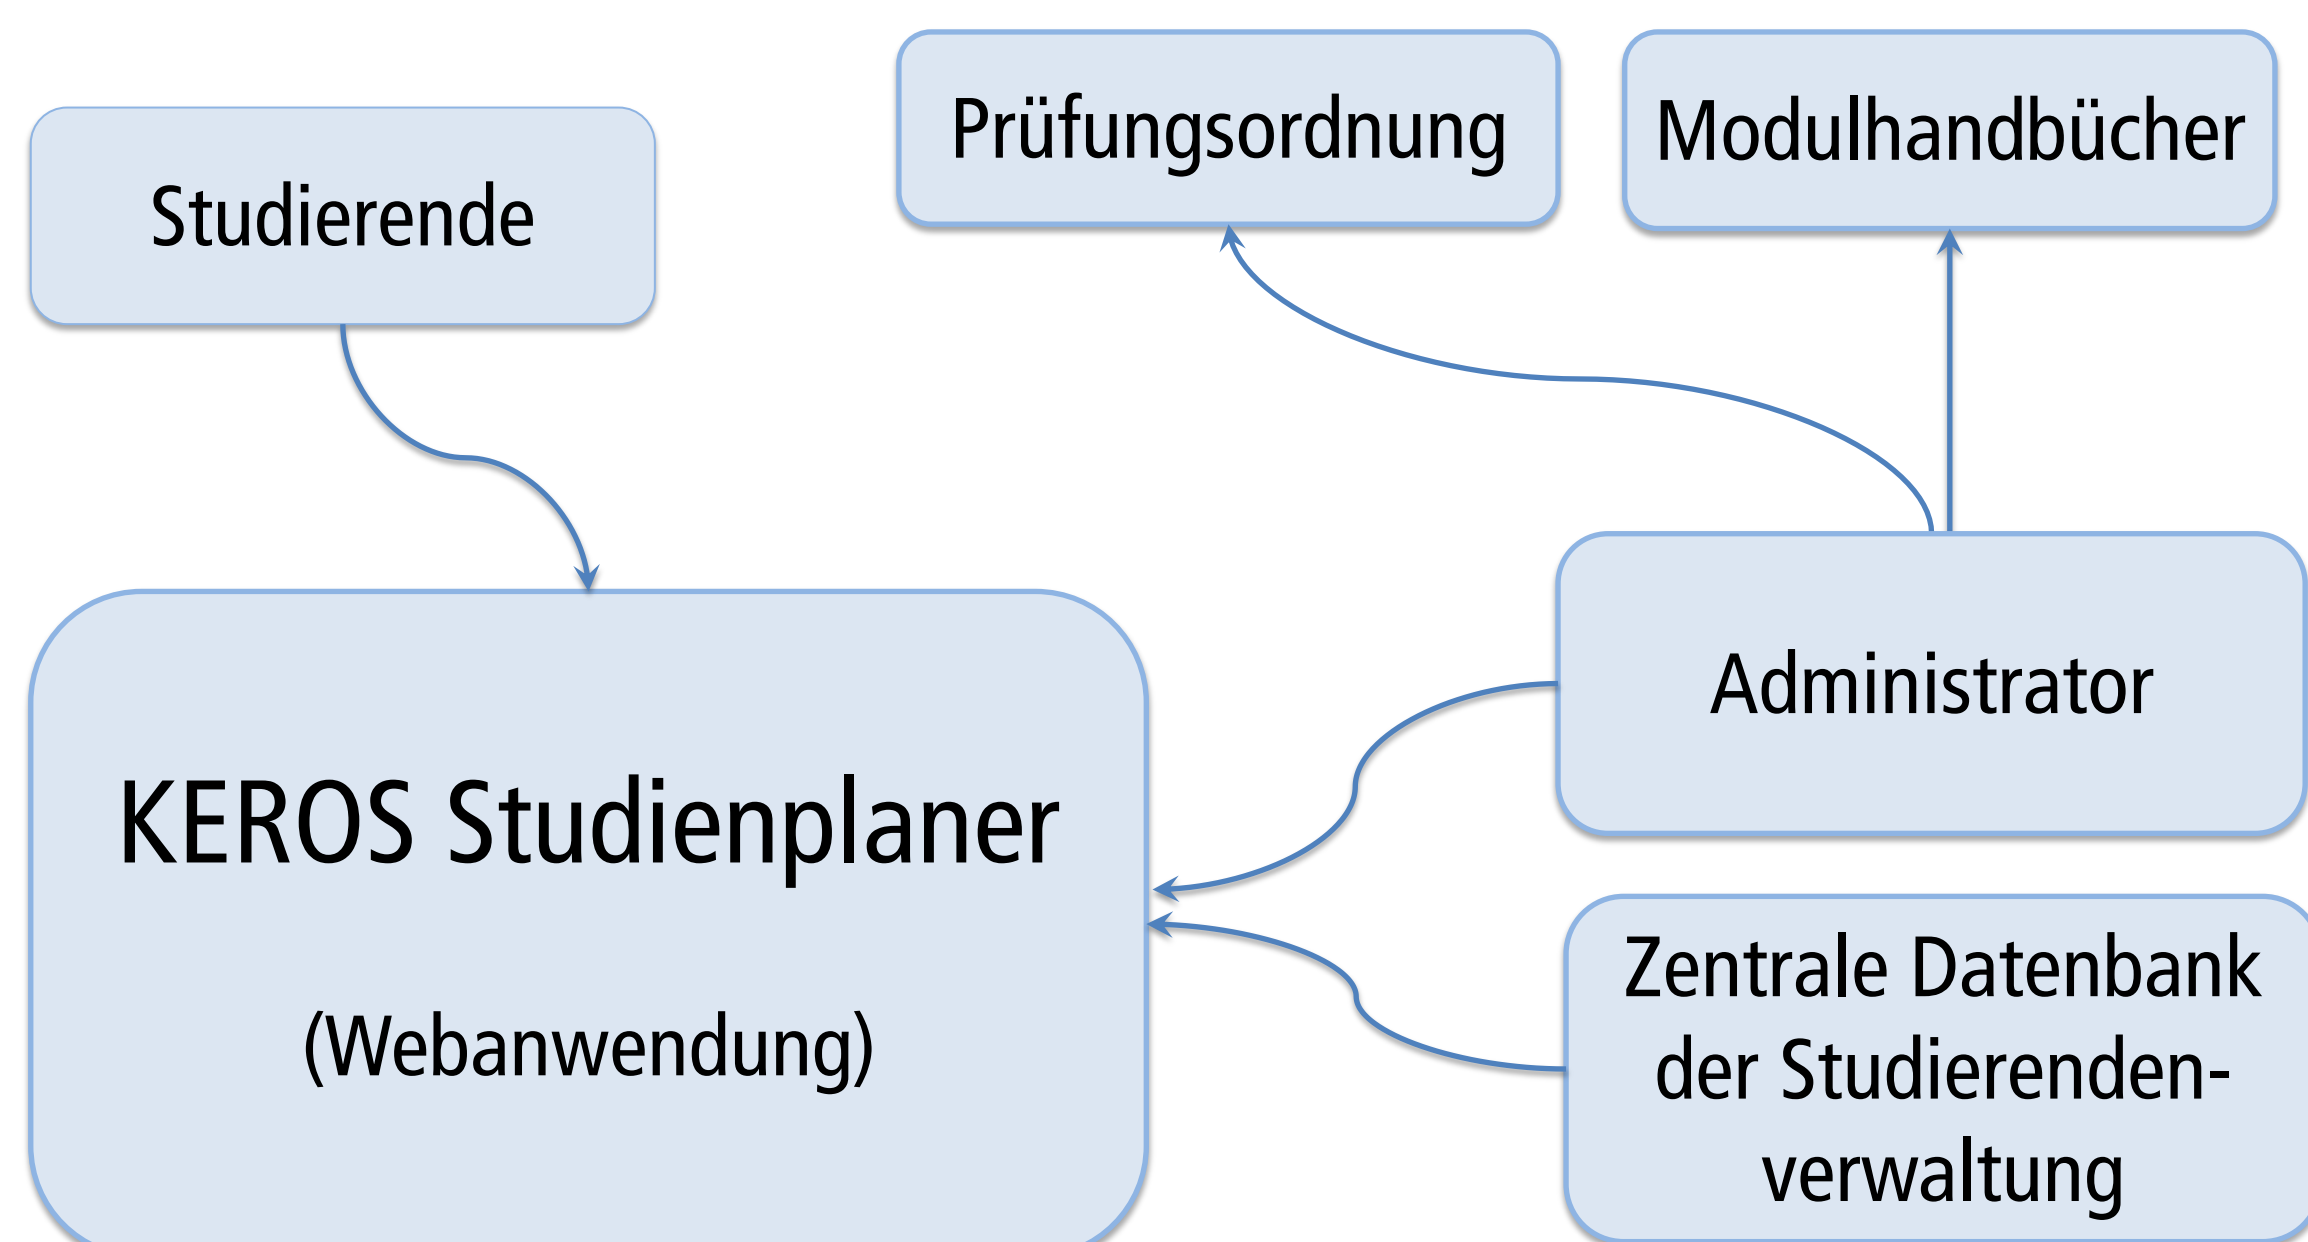 Studierende
Prüfungsordnung
Modulhandbücher
KEROS Studienplaner
(Webanwendung)
Administrator
Zentrale Datenbank
der Studierenden-
verwaltung